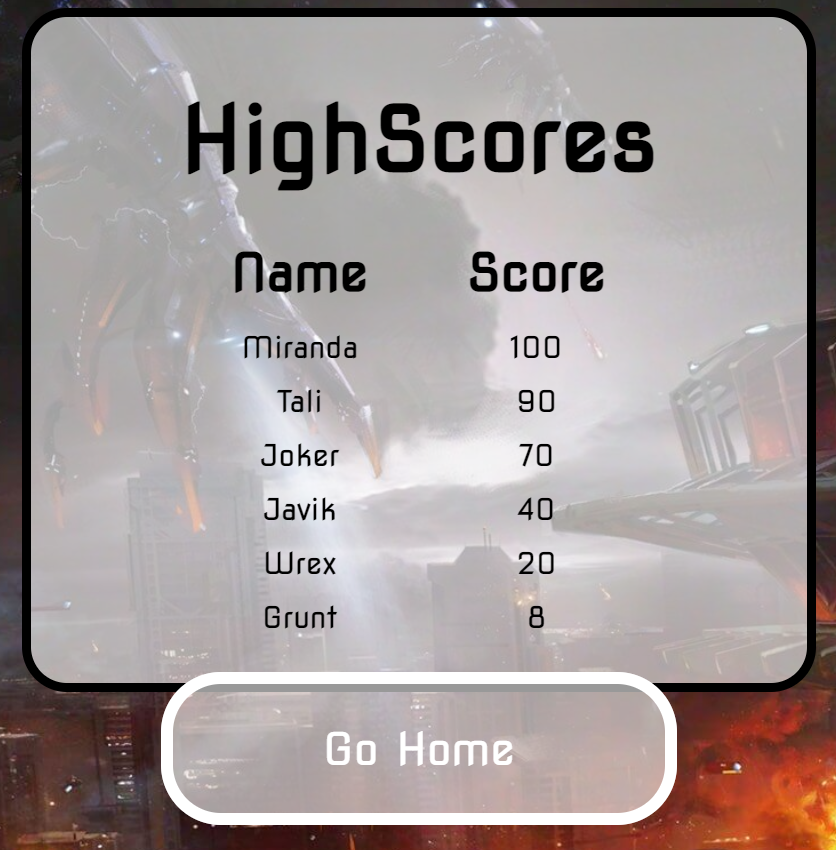 HighScores
Name Score
Miranda 100
Tali 90
Joker 70
Javik 40
Wrex 20
Grunt 8
Go Home